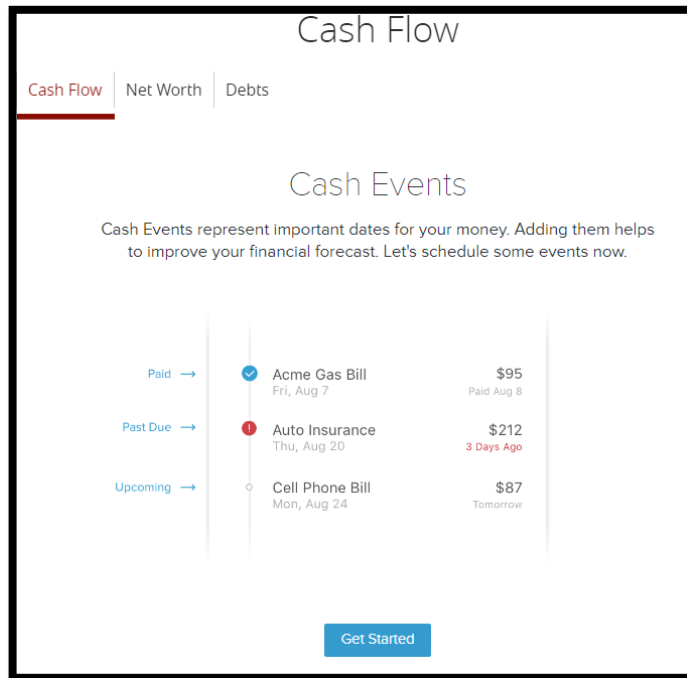 Cash Flow
Cash Flow
Net Worth
Debts
Cash Events
Cash Events represent important dates for your money. Adding them helps
to improve your financial forecast. Let's schedule some events now.
Paid →
Acme Gas Bill
$95
Fri, Aug 7
Paid Aug 8
Past Due →
Auto Insurance
$212
Thu, Aug 20
3 Days Ago
Upcoming →
Cell Phone Bill
$87
Mon, Aug 24
Tomorrow
Get Started